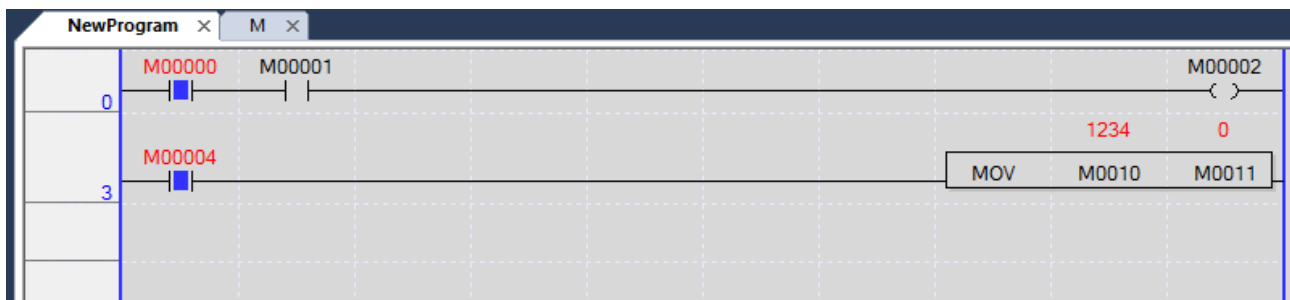 NewProgram × M ×
M00000 M00001 M00002
0
1234 0
M00004
MOV M0010 M0011
3